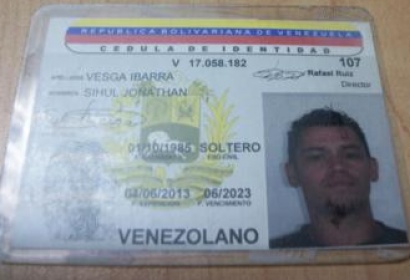 REPUBLICA BOLIVARIANA DE VENEZUELA
CEDULA DE IDENTIDAD
V 17.058.182 107
Rafael Ruiz
Director
APELLIDOS VESGA IBARRA
NOMBRES SIHUL JONATHAN
01/10/1985 SOLTERO
F. NACIMIENTO EDO CIVIL
04/06/2013 06/2023
F. EXPEDICION F. VENCIMIENTO
VENEZOLANO